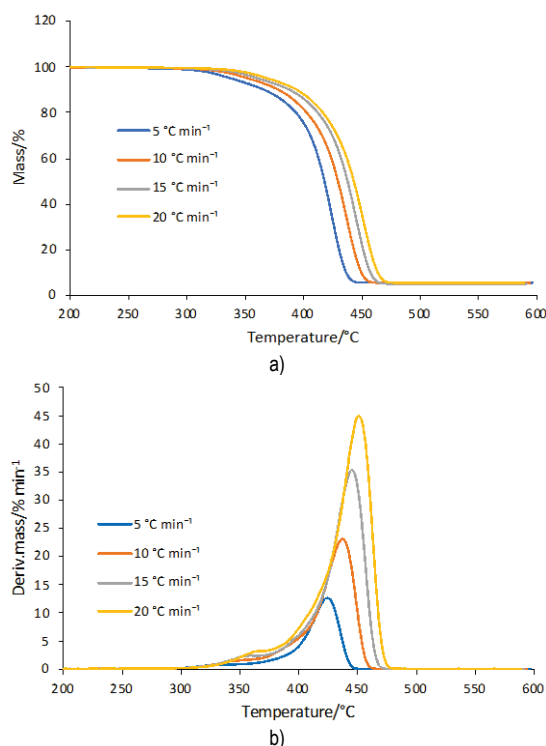 100
80
60
40
20
0
Mass/%
5 °C min⁻¹
10 °C min⁻¹
15 °C min⁻¹
20 °C min⁻¹
200 250 300 350 400 450 500 550 600
Temperature/°C
a)
50
45
40
35
30
25
20
15
10
5
0
Deriv.mass/% min⁻¹
5 °C min⁻¹
10 °C min⁻¹
15 °C min⁻¹
20 °C min⁻¹
200 250 300 350 400 450 500 550 600
Temperature/°C
b)